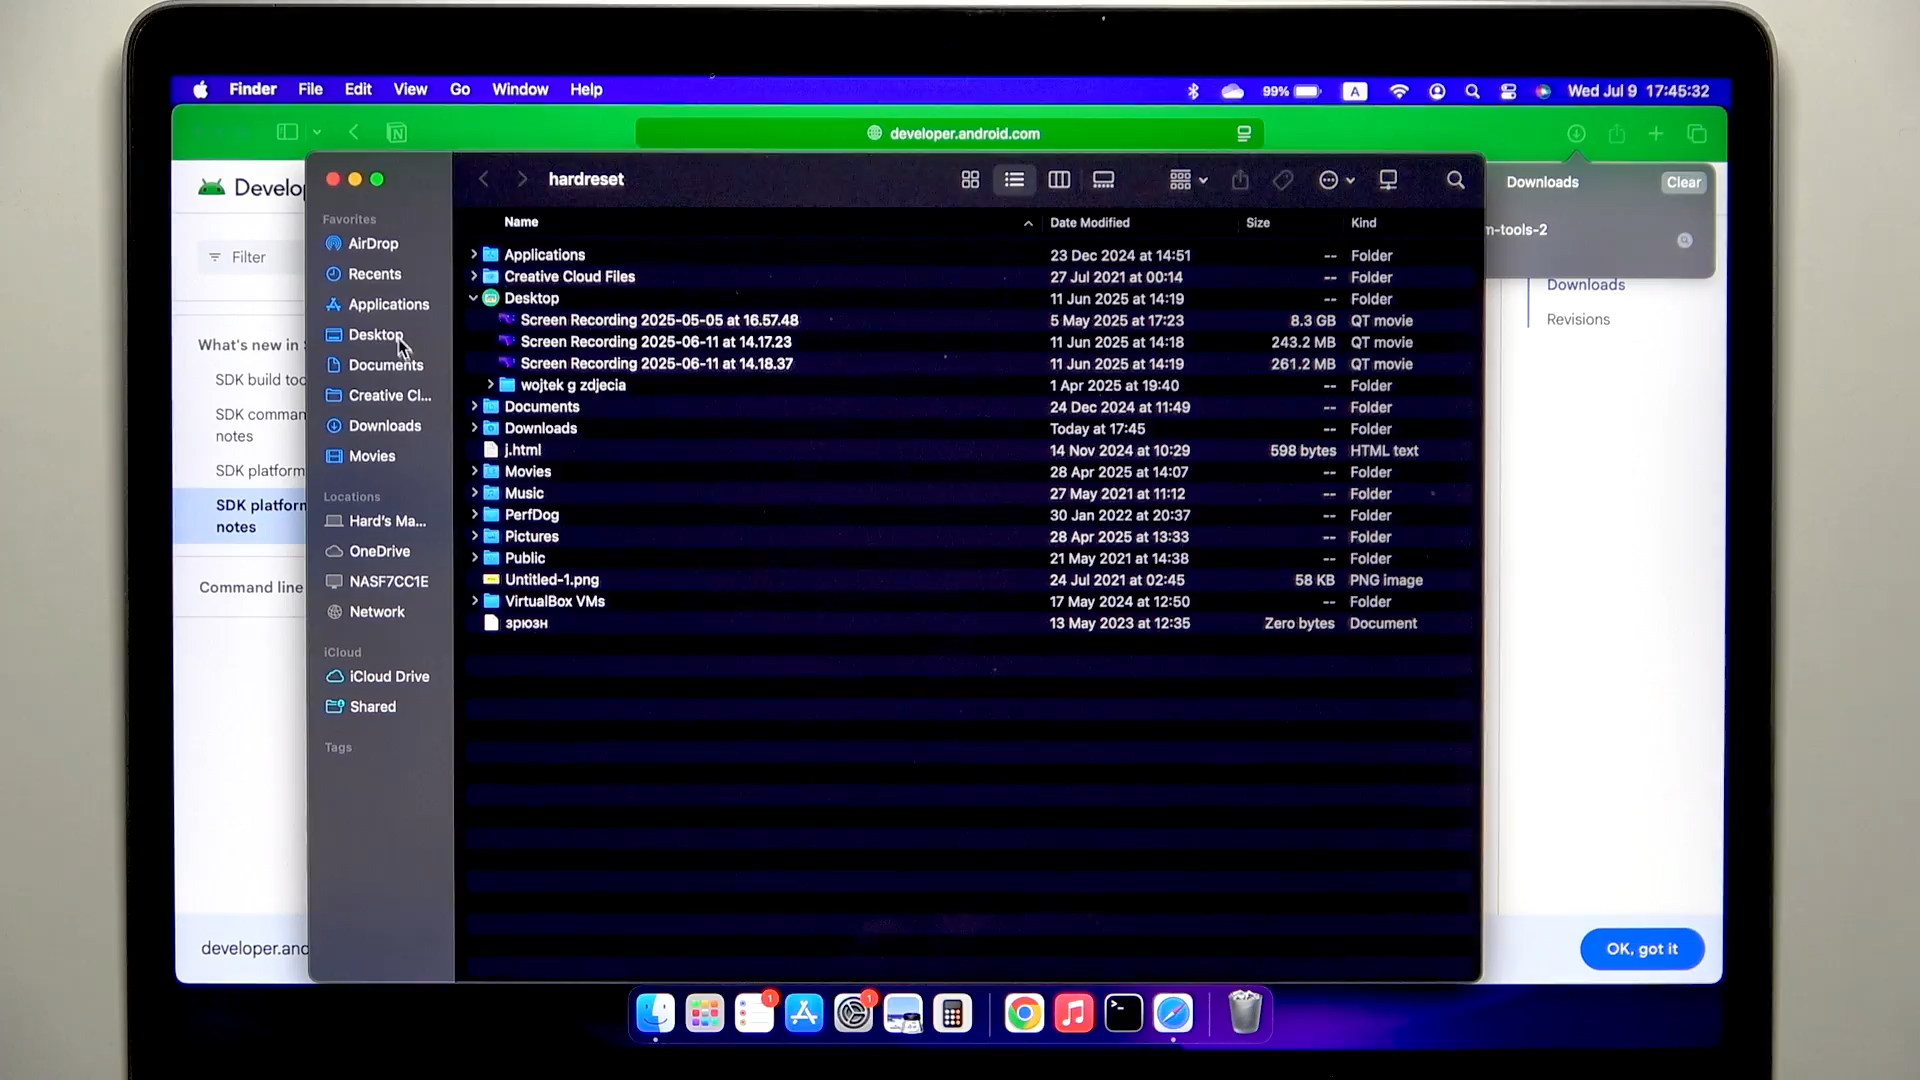 Finder File Edit View Go Window Help
99% A Wed Jul 9 17:45:32
developer.android.com
Filter
What's new in
SDK build
notes
SDK platform
SDK platform
notes
Command line
OK, got it
Downloads Clear
m-tools-2
Downloads
Revisions
hardreset
Favorites
AirDrop
Recents
Applications
Desktop
Documents
Creative Cl...
Downloads
Movies
Locations
Hard's Ma...
OneDrive
NASF7CC1E
Network
iCloud
iCloud Drive
Shared
Tags
Name Date Modified Size Kind
Applications 23 Dec 2024 at 14:51 -- Folder
Creative Cloud Files 27 Jul 2021 at 00:14 -- Folder
Desktop 11 Jun 2025 at 14:19 -- Folder
Screen Recording 2025-05-05 at 16.57.48 5 May 2025 at 17:23 8.3 GB QT movie
Screen Recording 2025-06-11 at 14.17.23 11 Jun 2025 at 14:18 243.2 MB QT movie
Screen Recording 2025-06-11 at 14.18.37 11 Jun 2025 at 14:19 261.2 MB QT movie
wojtek g zdjecia 1 Apr 2025 at 19:40 -- Folder
Documents 24 Dec 2024 at 11:49 -- Folder
Downloads Today at 17:45 -- Folder
j.html 14 Nov 2024 at 10:29 598 bytes HTML text
Movies 28 Apr 2025 at 14:07 -- Folder
Music 27 May 2021 at 11:12 -- Folder
PerfDog 30 Jan 2022 at 20:37 -- Folder
Pictures 28 Apr 2025 at 13:33 -- Folder
Public 21 May 2021 at 14:38 -- Folder
Untitled-1.png 24 Jul 2021 at 02:45 58 KB PNG image
VirtualBox VMs 17 May 2024 at 12:50 -- Folder
зрюзн 13 May 2023 at 12:35 Zero bytes Document
1
1